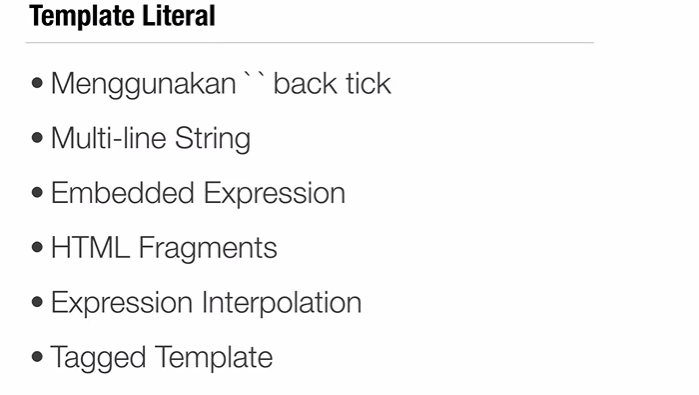 Template Literal
• Menggunakan ` ` back tick
• Multi-line String
• Embedded Expression
• HTML Fragments
• Expression Interpolation
• Tagged Template